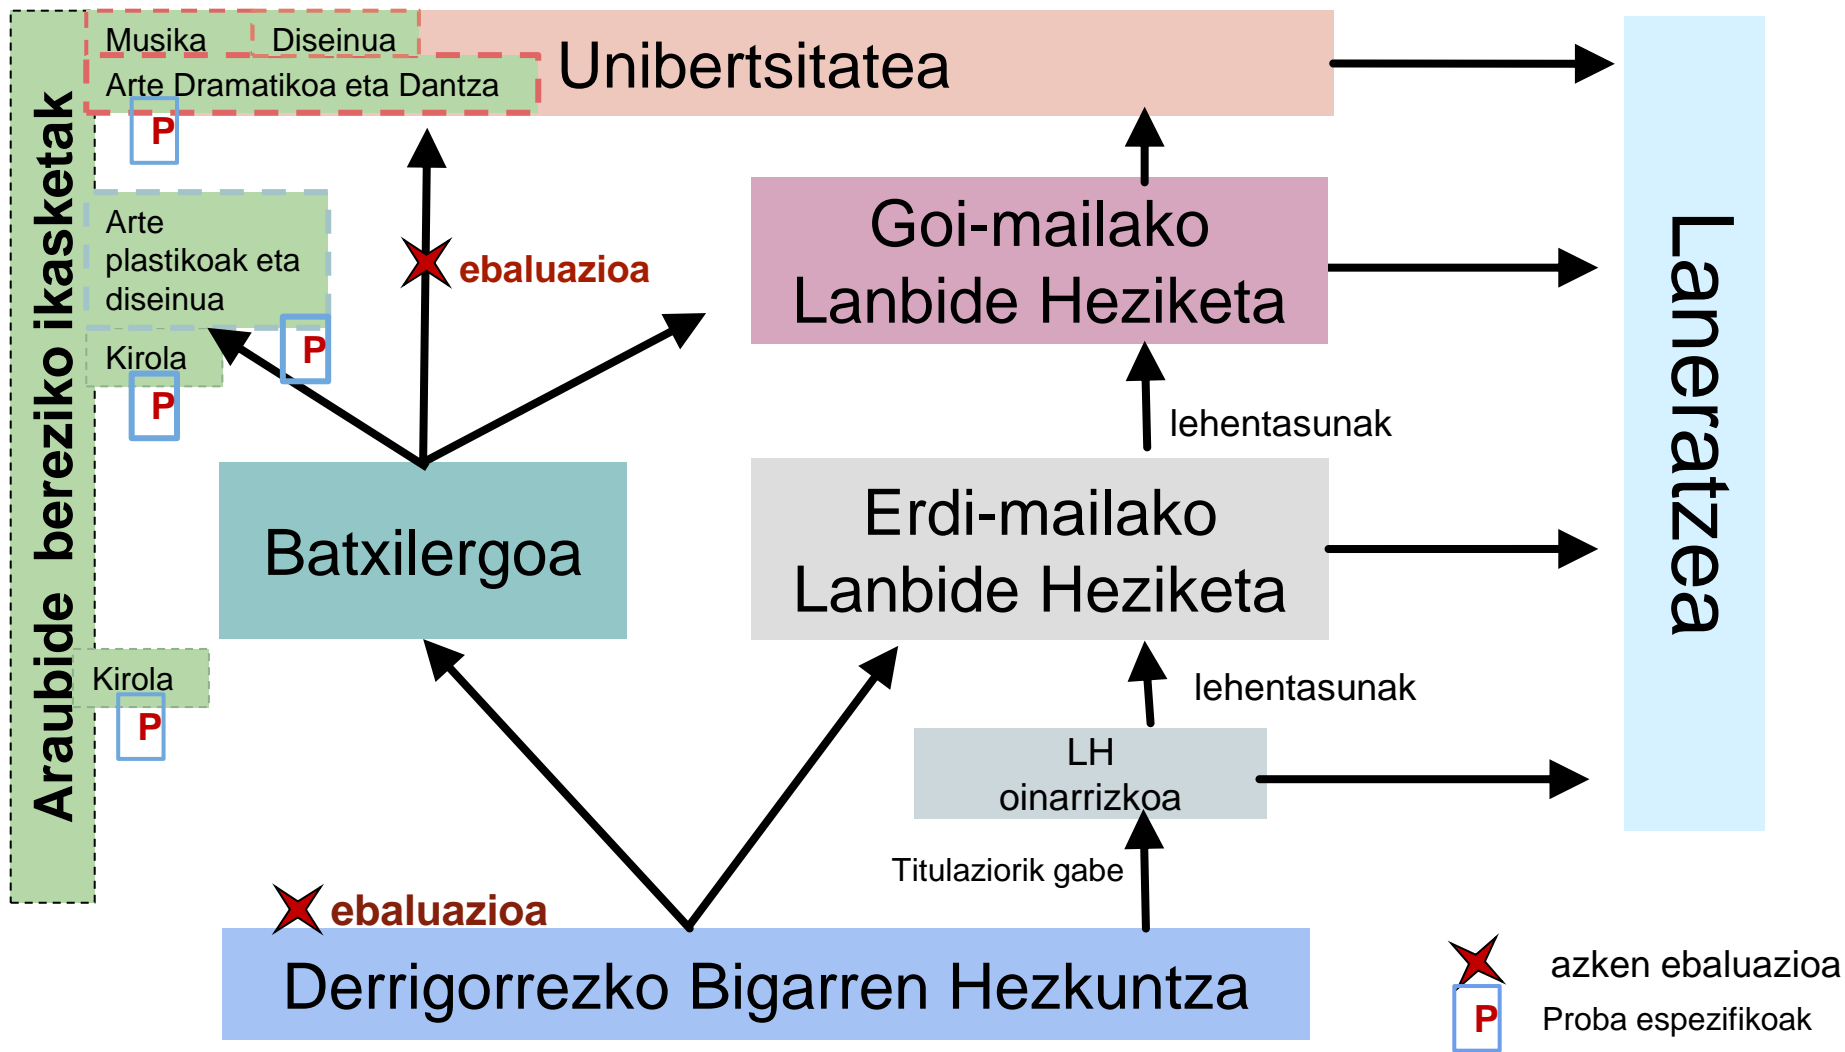 Araubide bereziko ikasketak
Musika
Diseinua
Arte Dramatikoa eta Dantza
P
Unibertsitatea
Arte
plastikoak eta
diseinua
P
Kirola
P
ebaluazioa
Goi-mailako
Lanbide Heziketa
lehentasunak
Batxilergoa
Erdi-mailako
Lanbide Heziketa
Kirola
P
lehentasunak
LH
oinarrizkoa
Titulaziorik gabe
ebaluazioa
Derrigorrezko Bigarren Hezkuntza
Laneratzea
azken ebaluazioa
P
Proba espezifikoak